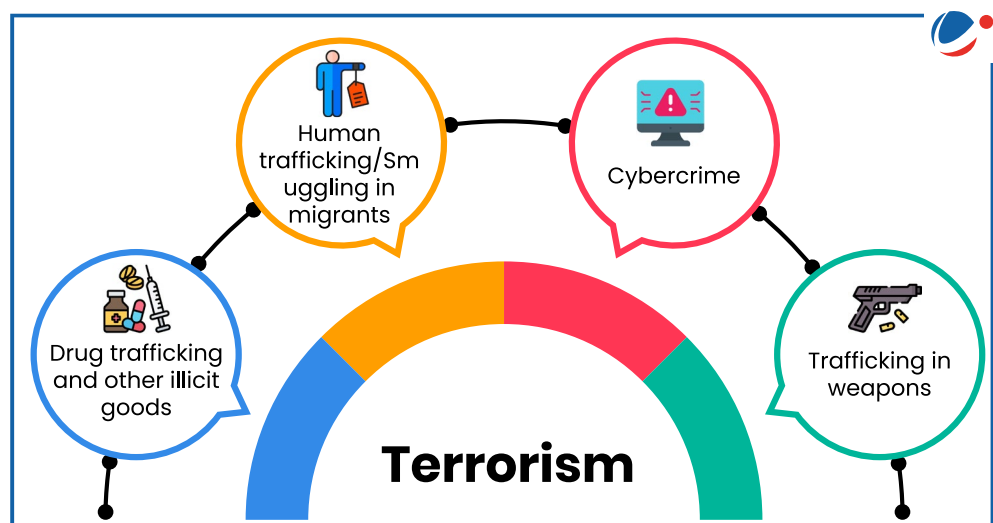 Human
trafficking/Sm
uggling in
migrants
Cybercrime
Drug trafficking
and other illicit
goods
Trafficking in
weapons
Terrorism